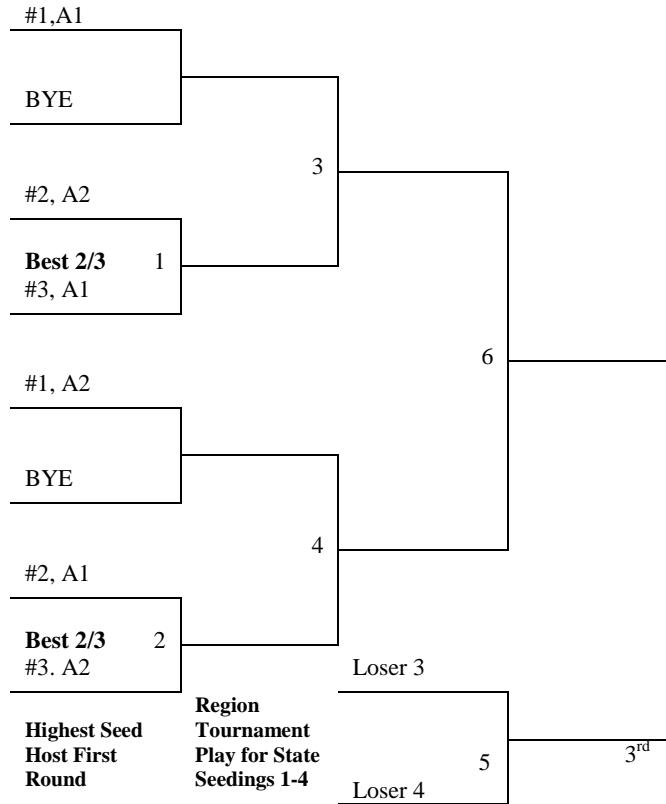 #1,A1
BYE
3
#2, A2
Best 2/3 1
#3, A1
6
#1, A2
BYE
4
#2, A1
Best 2/3 2
#3. A2
Loser 3
Highest Seed
Host First
Round
Region
Tournament
Play for State
Seedings 1-4
5
3rd
Loser 4